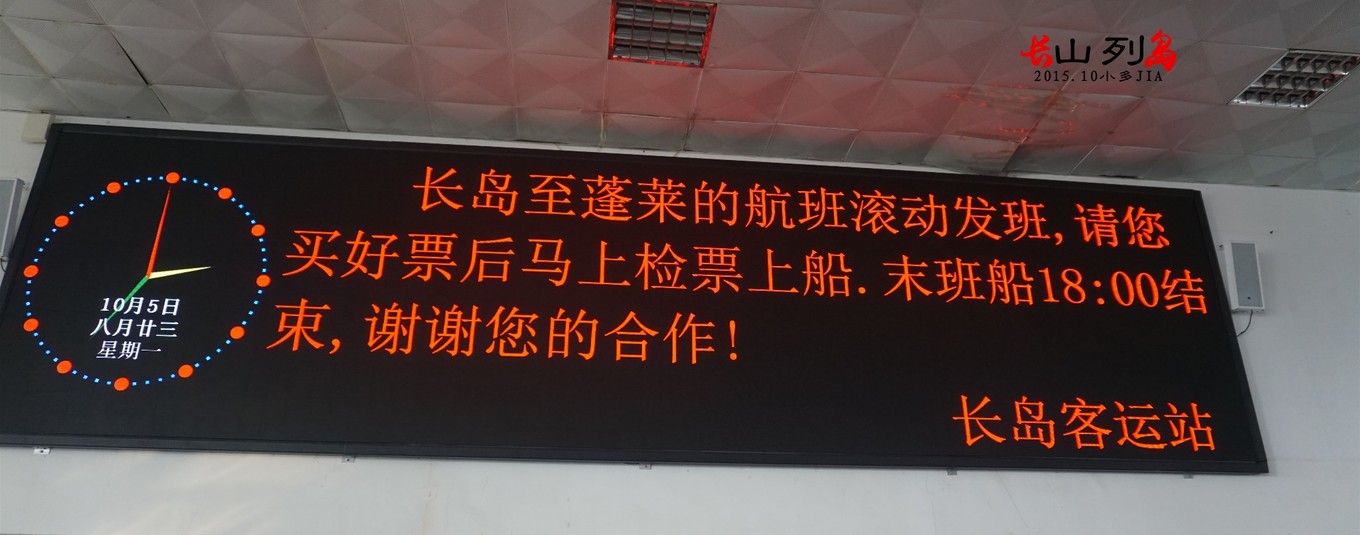 长山列岛
2015.10小多JIA
长岛至蓬莱的航班滚动发班,请您
买好票后马上检票上船.末班船18:00结
束,谢谢您的合作!
长岛客运站
10月5日
八月廿三
星期一